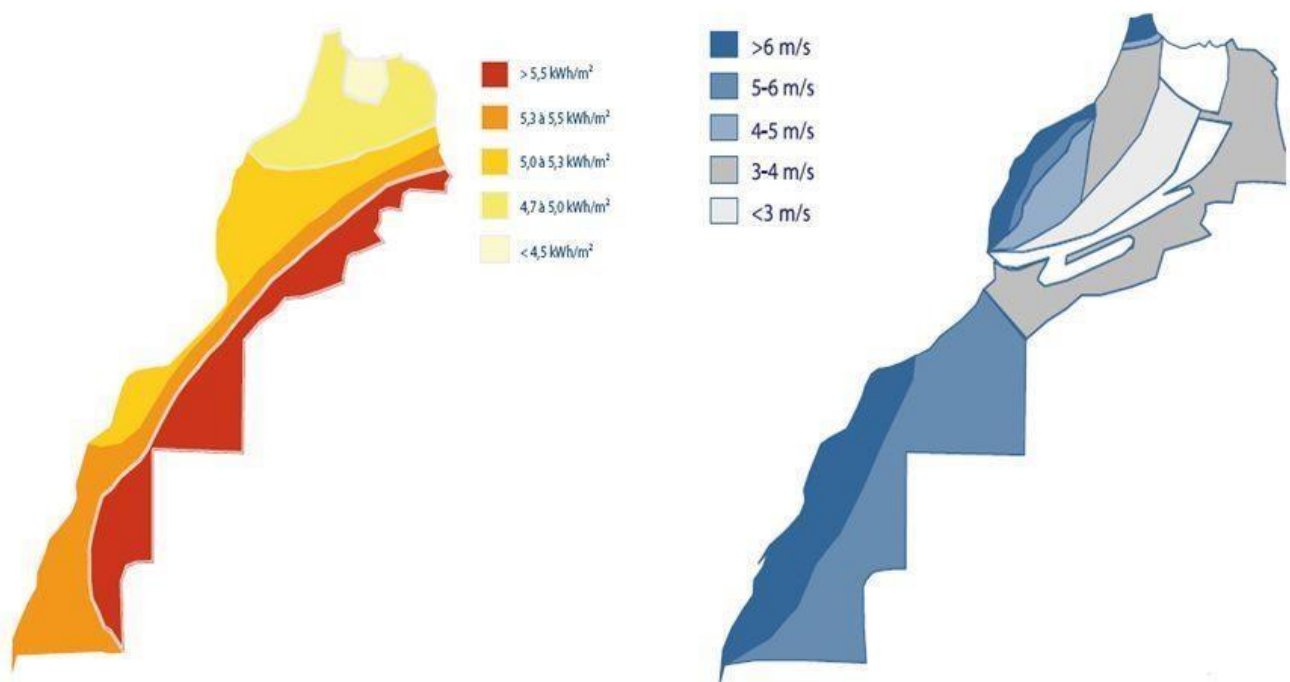 > 5,5 kWh/m²
5,3 à 5,5 kWh/m²
5,0 à 5,3 kWh/m²
4,7 à 5,0 kWh/m²
< 4,5 kWh/m²
>6 m/s
5-6 m/s
4-5 m/s
3-4 m/s
<3 m/s